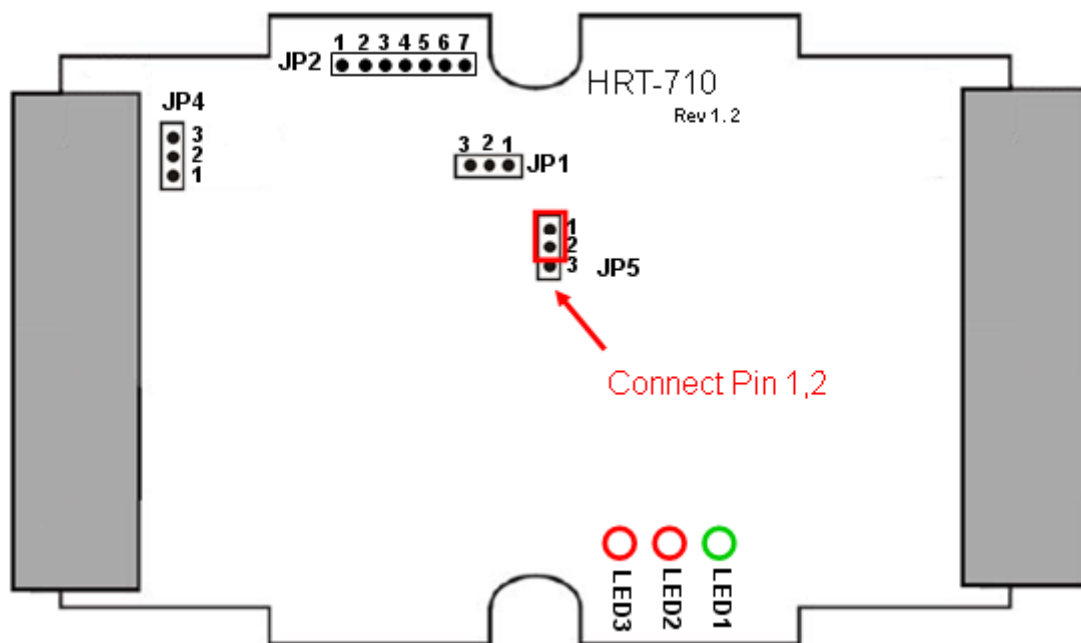 1 2 3 4 5 6 7
JP2
HRT-710
Rev 1.2
JP4
3
2
1
3 2 1
JP1
1
2
3
JP5
Connect Pin 1,2
LED3
LED2
LED1